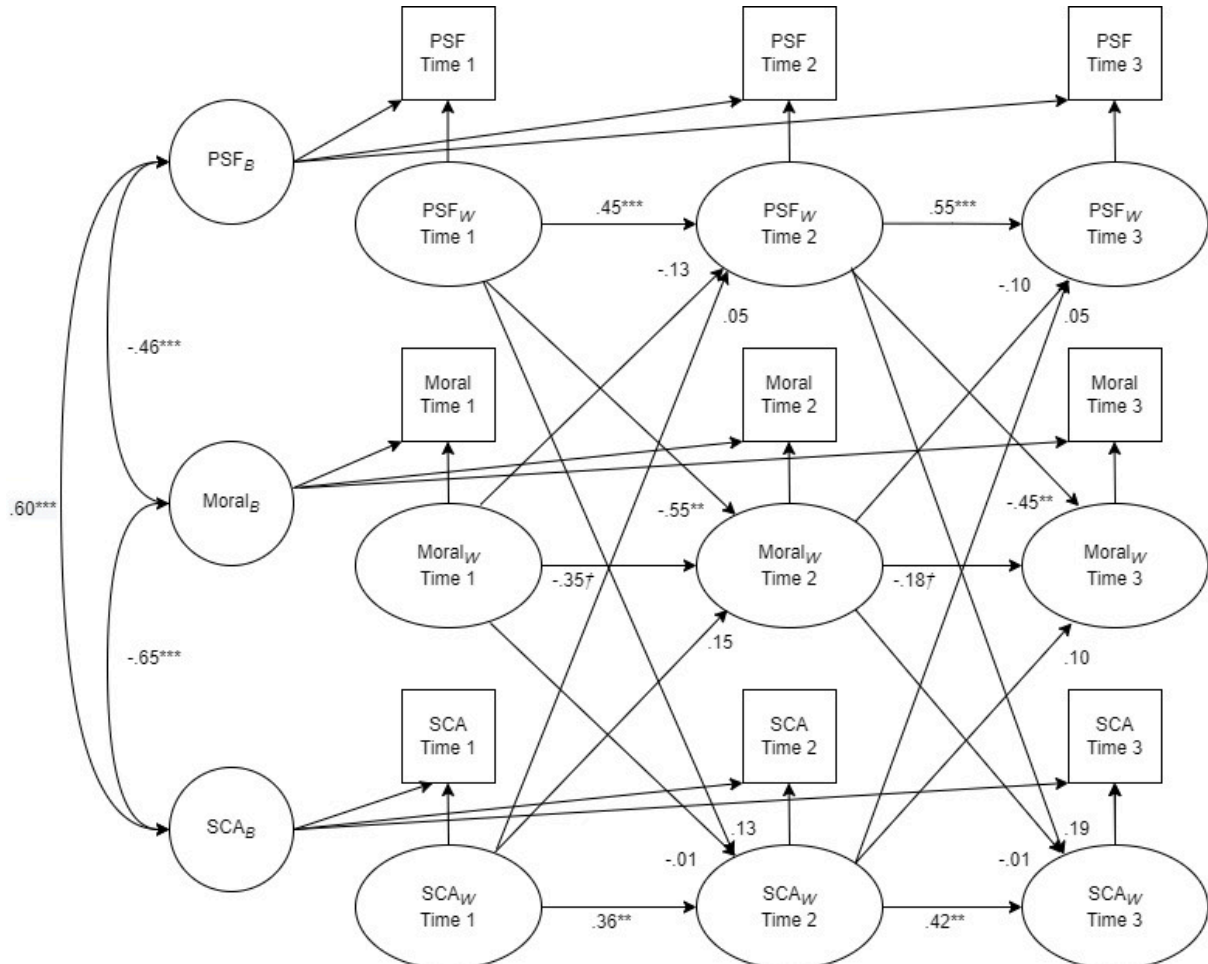 PSF
Time 1
PSF
Time 2
PSF
Time 3
PSF_B
PSF_W
Time 1
.45***
PSF_W
Time 2
.55***
PSF_W
Time 3
-.13
.05
-.10
.05
-.46***
Moral
Time 1
Moral
Time 2
Moral
Time 3
.60***
Moral_B
-.55**
-.45**
Moral_W
Time 1
-.35†
Moral_W
Time 2
-.18†
Moral_W
Time 3
.15
.10
-.65***
SCA
Time 1
SCA
Time 2
SCA
Time 3
SCA_B
.13
-.01
.19
-.01
SCA_W
Time 1
.36**
SCA_W
Time 2
.42**
SCA_W
Time 3